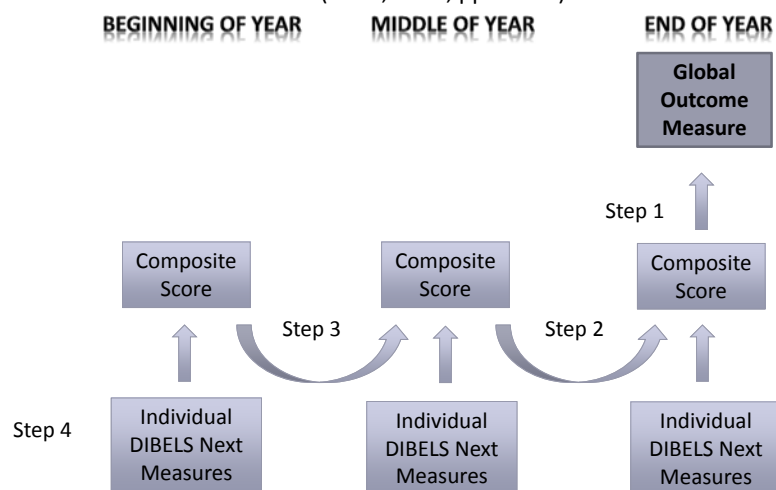 BEGINNING OF YEAR
MIDDLE OF YEAR
END OF YEAR
Global
Outcome
Measure
Step 1
Composite
Score
Composite
Score
Composite
Score
Step 3
Step 2
Step 4
Individual
DIBELS Next
Measures
Individual
DIBELS Next
Measures
Individual
DIBELS Next
Measures